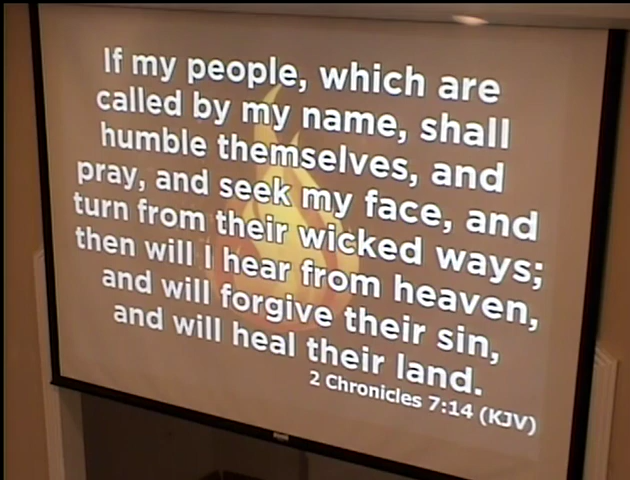 If my people, which are
called by my name, shall
humble themselves, and
pray, and seek my face, and
turn from their wicked ways;
then will I hear from heaven,
and will forgive their sin,
and will heal their land.
2 Chronicles 7:14 (KJV)